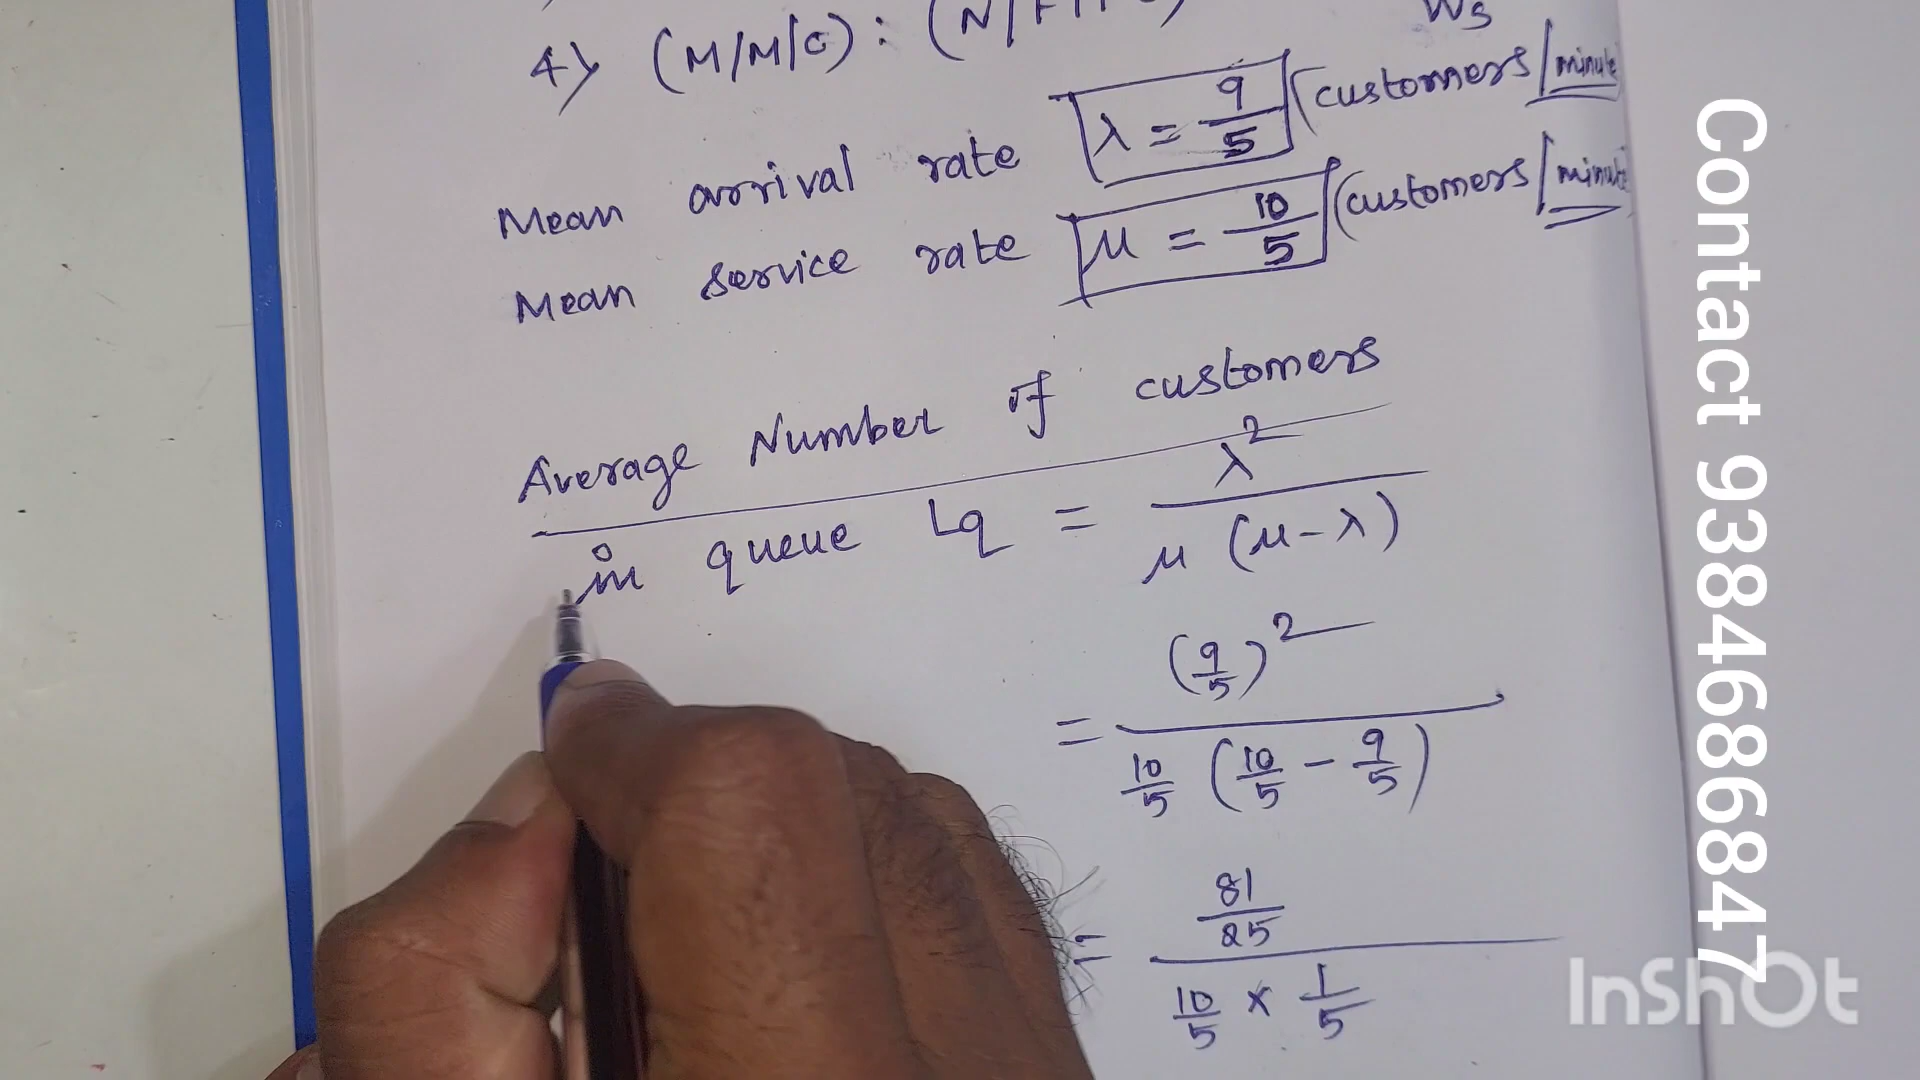 4) (M/M/C) : (N/F
Ws
Mean arrival rate λ = 9/5 (customers/minute
Mean service rate μ = 10/5 (customers/minute
Average Number of customers
in queue Lq = λ² / μ (μ-λ)
= (9/5)² / 10/5 (10/5 - 9/5)
= 81/25 / 10/5 × 1/5
Contact 9384686847
InShOt